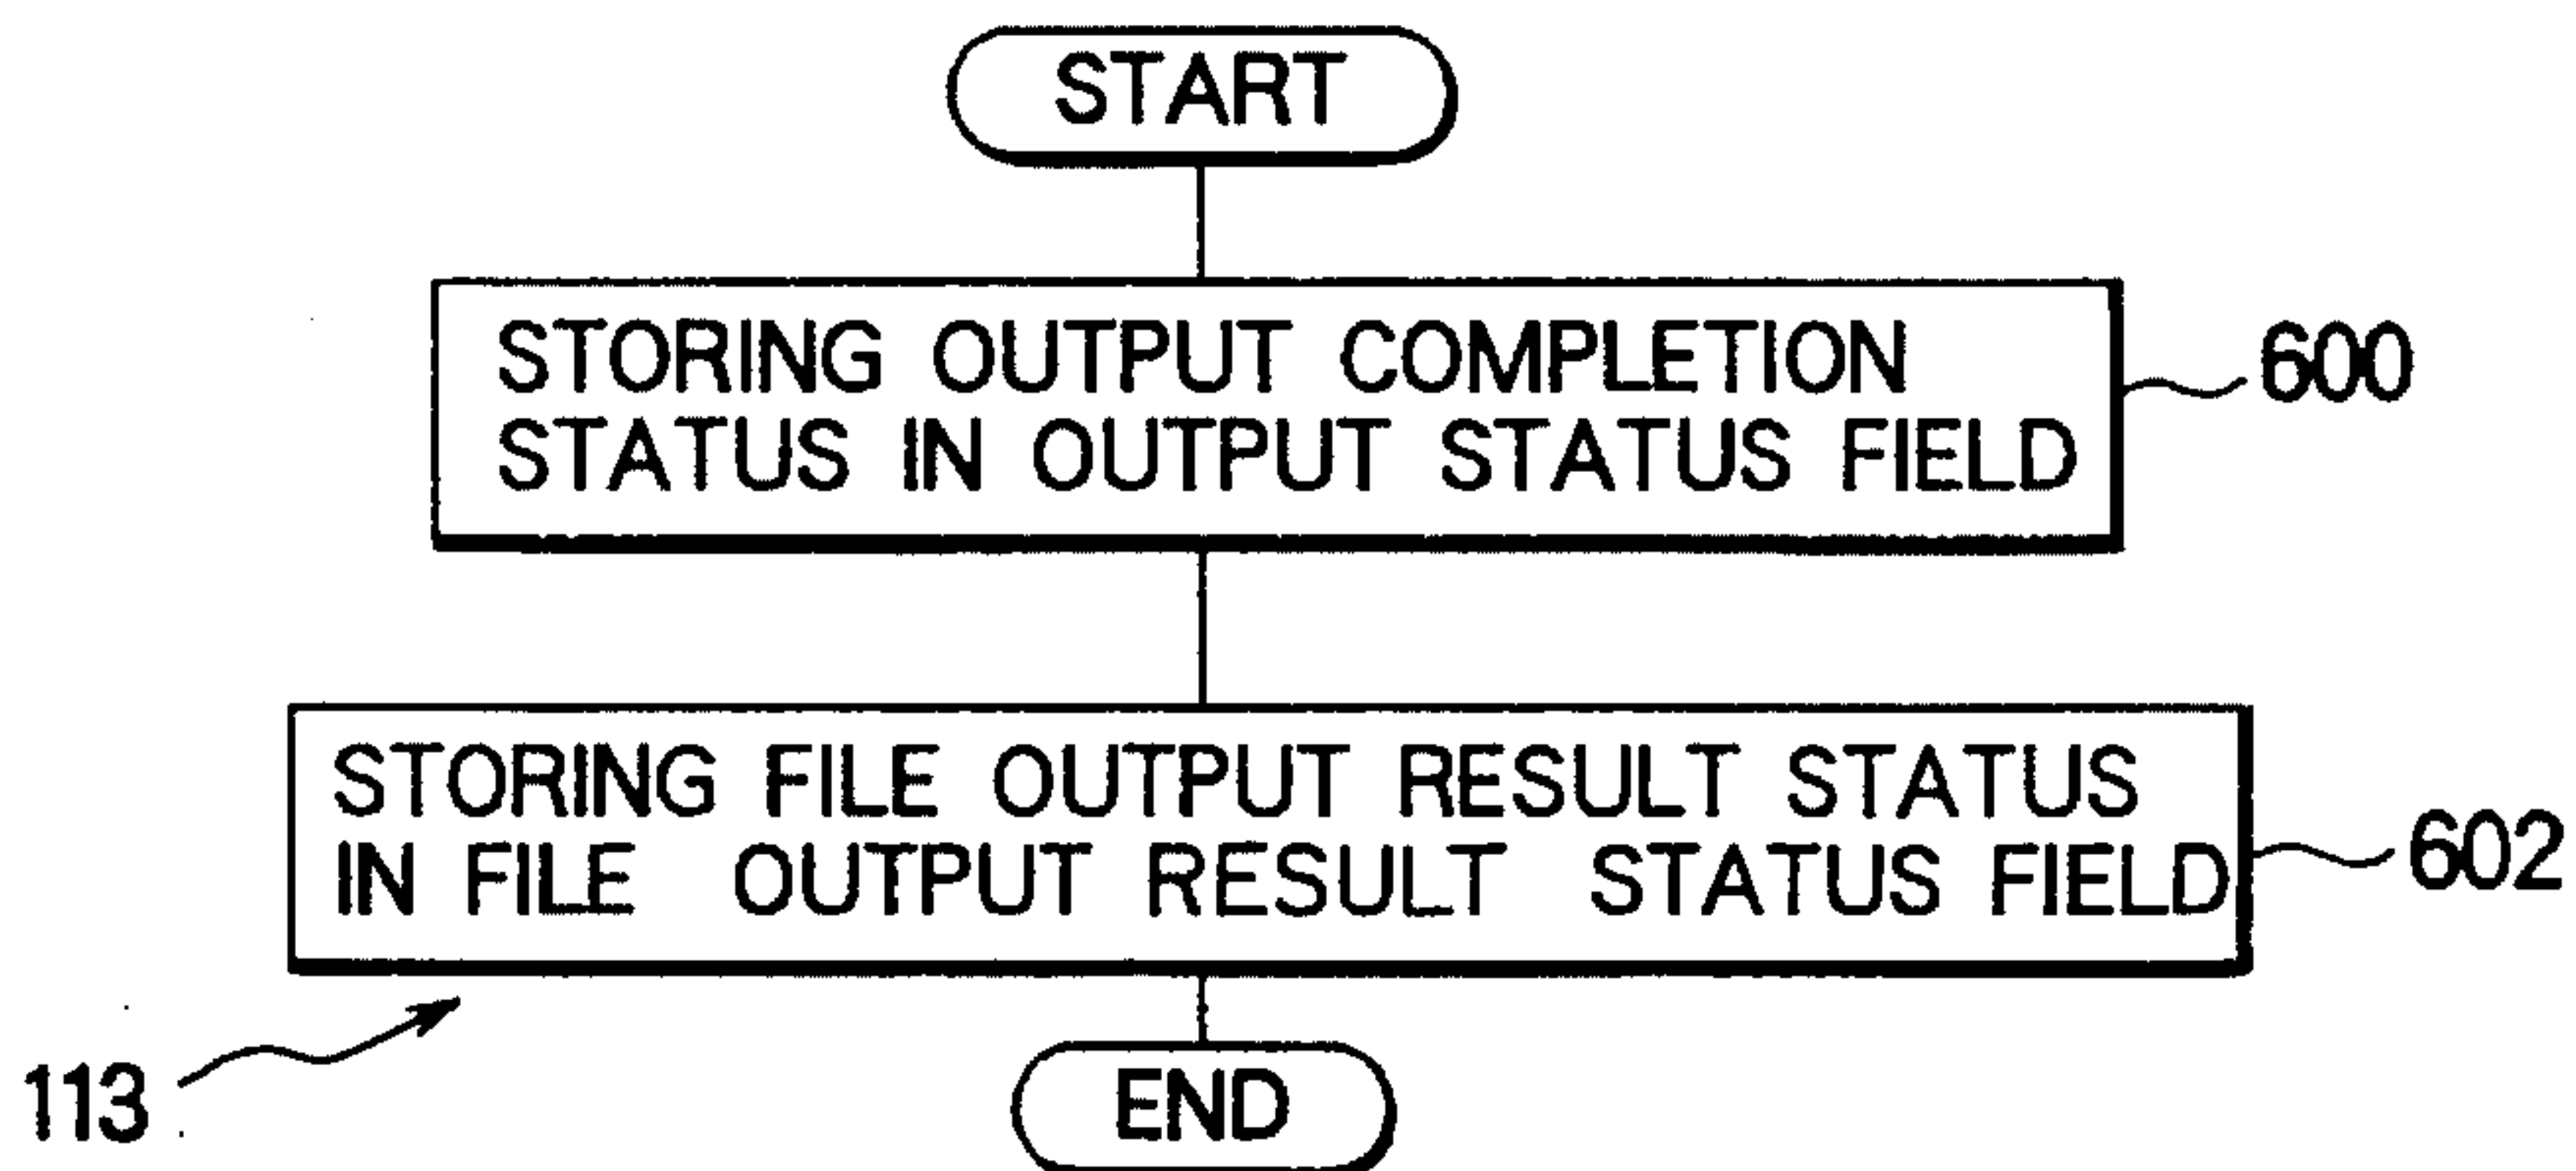 START
STORING OUTPUT COMPLETION
STATUS IN OUTPUT STATUS FIELD
600
STORING FILE OUTPUT RESULT STATUS
IN FILE OUTPUT RESULT STATUS FIELD
602
113
END